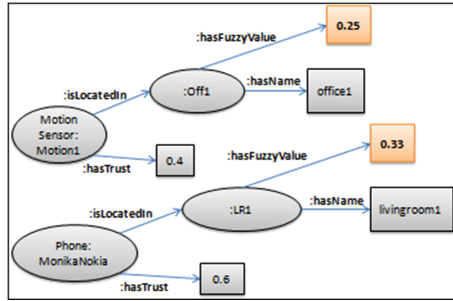 :hasFuzzyValue
0.25
:isLocatedIn
:Off1
:hasName
office1
Motion
Sensor:
Motion1
:hasTrust
0.4
:hasFuzzyValue
0.33
:isLocatedIn
:LR1
:hasName
livingroom1
Phone:
MonikaNokia
:hasTrust
0.6